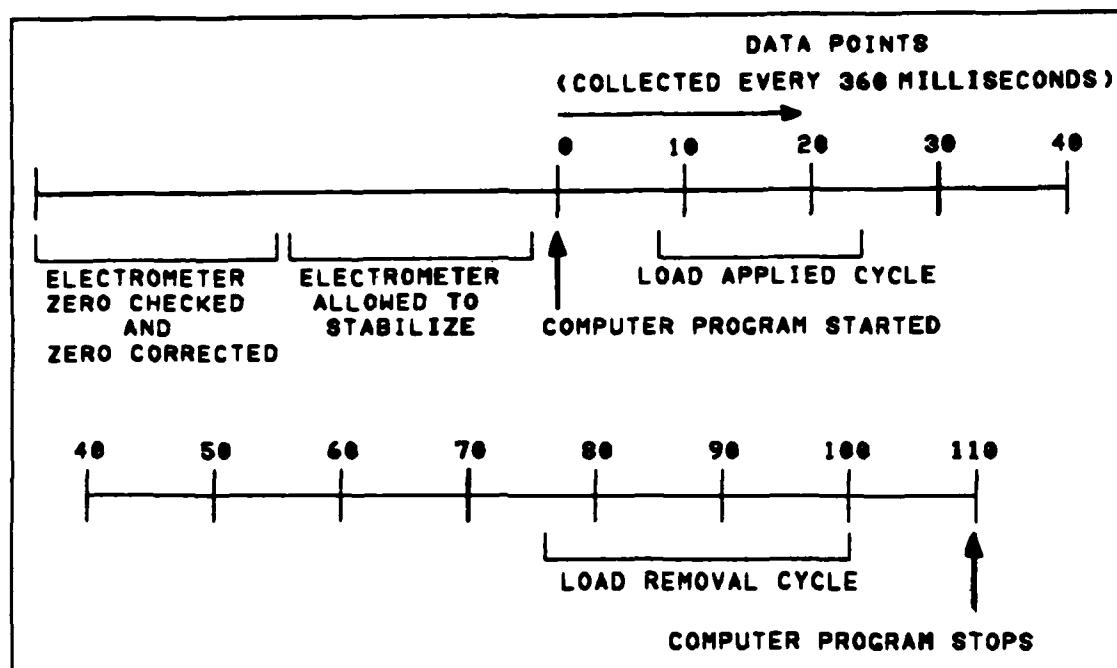 DATA POINTS
(COLLECTED EVERY 360 MILLISECONDS)
0 10 20 30 40
ELECTROMETER
ZERO CHECKED
AND
ZERO CORRECTED
ELECTROMETER
ALLOWED TO
STABILIZE
LOAD APPLIED CYCLE
COMPUTER PROGRAM STARTED
40 50 60 70 80 90 100 110
LOAD REMOVAL CYCLE
COMPUTER PROGRAM STOPS